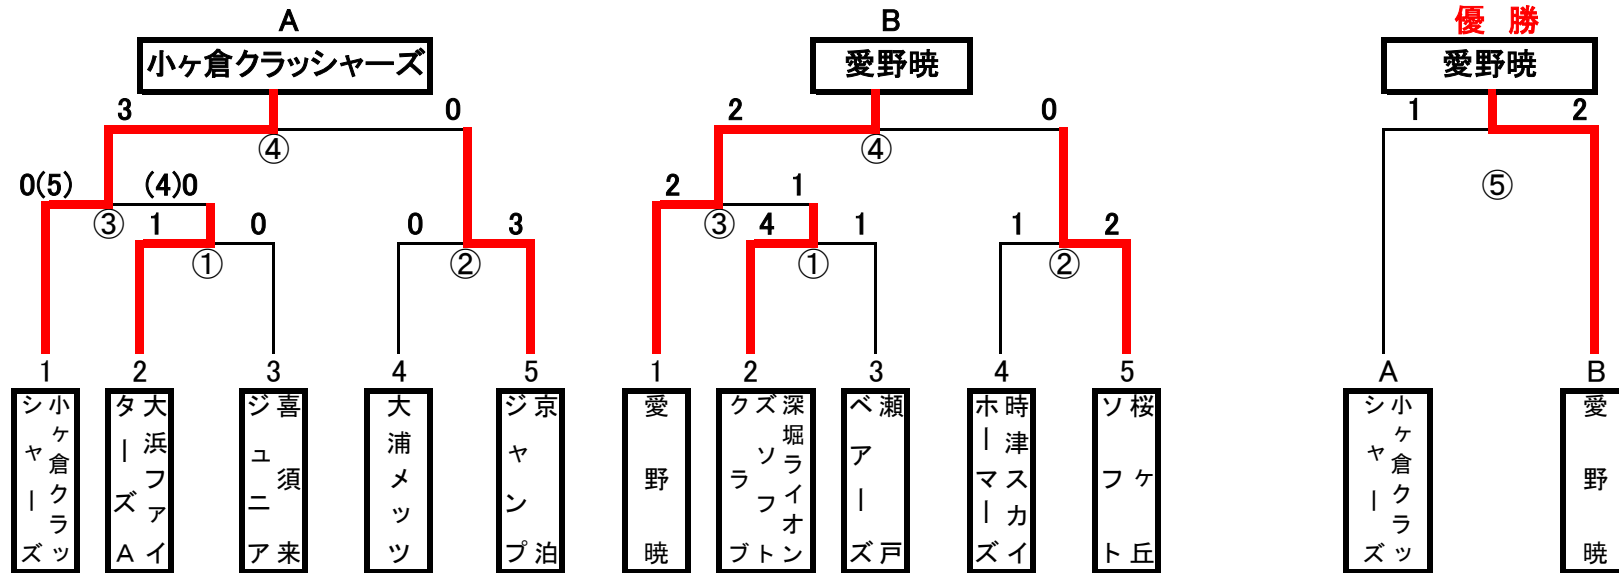 A
B
優 勝
小ヶ倉クラッシャーズ
愛野暁
愛野暁
3
0
2
0
1
2
④
④
0(5)
(4)0
2
1
⑤
③
1
0
0
3
③
4
1
1
2
①
②
①
②
1
2
3
4
5
1
2
3
4
5
A
B
小ヶ倉クラッ
シャーズ
大浜ファイ
ターズA
喜須来
ジュニア
大浦メッツ
京泊
ジャンプ
愛野暁
深堀ライオン
ズソフト
クラブ
瀬戸
ベアーズ
時津スカイ
ホーマーズ
桜ヶ丘
ソフト
小ヶ倉クラッ
シャーズ
愛野暁